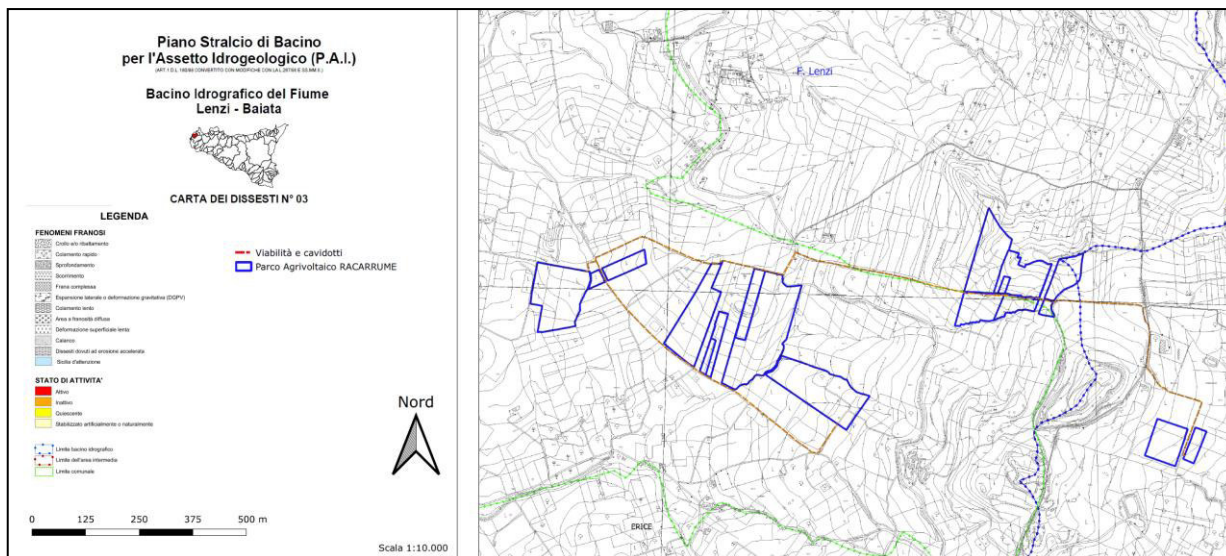 Piano Stralcio di Bacino
per l'Assetto Idrogeologico (P.A.I.)
Bacino Idrografico del Fiume
Lenzi - Baiata
CARTA DEI DISSESTI N° 03
LEGENDA
FENOMENI FRANOSI
Crollo e/o ribaltamento
Colamento rapido
Sprofondamento
Scorrimento
Frana complessa
Espansione laterale o deformazione gravitativa (DGPV)
Colamento lento
Area a franosità diffusa
Deformazione superficiale lenta
Calanco
Dissesti dovuti ad erosione accelerata
Sito d'attenzione
STATO DI ATTIVITA'
Attivo
Inattivo
Quiescente
Stabilizzato artificialmente o naturalmente
Limite bacino idrografico
Limite dell'area intermedia
Limite comunale
Viabilità e cavidotti
Parco Agrivoltaico RACARRUME
Nord
0 125 250 375 500 m
Scala 1:10.000
F. Lenzi
ERICE